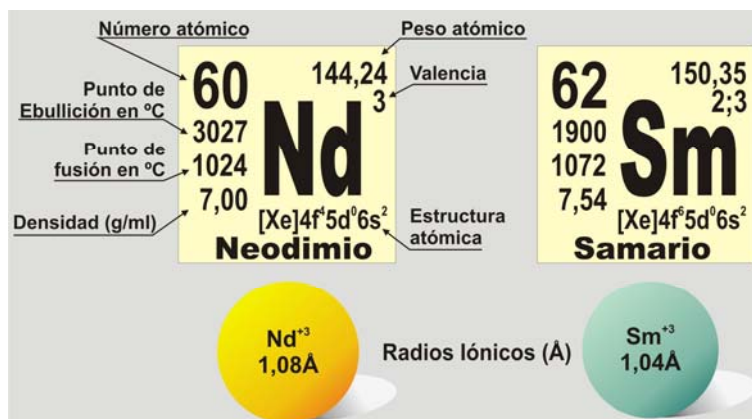 Número atómico
Peso atómico
60
144,24
Valencia
3
Punto de
Ebullición en ºC
3027
Nd
Punto de
fusión en ºC
1024
Densidad (g/ml)
7,00
[Xe]4f⁴5d⁰6s²
Estructura
atómica
Neodimio
62
150,35
2;3
1900
Sm
1072
7,54
[Xe]4f⁶5d⁰6s²
Samario
Nd⁺³
1,08Å
Radios Iónicos (Å)
Sm⁺³
1,04Å